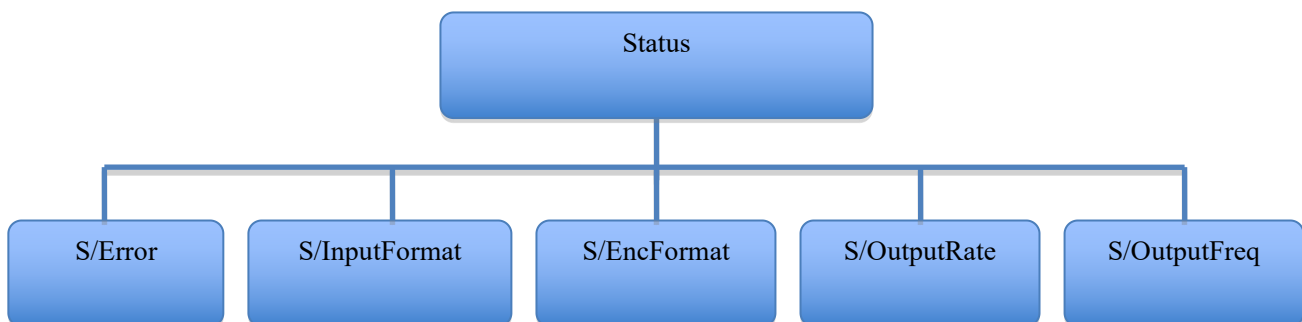 Status
S/Error
S/InputFormat
S/EncFormat
S/OutputRate
S/OutputFreq